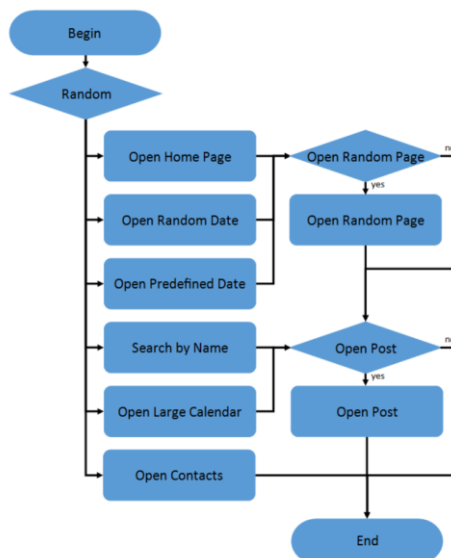 Begin
Random
Open Home Page
Open Random Page
yes
Open Random Date
Open Random Page
Open Predefined Date
Search by Name
Open Post
yes
Open Large Calendar
Open Post
Open Contacts
End